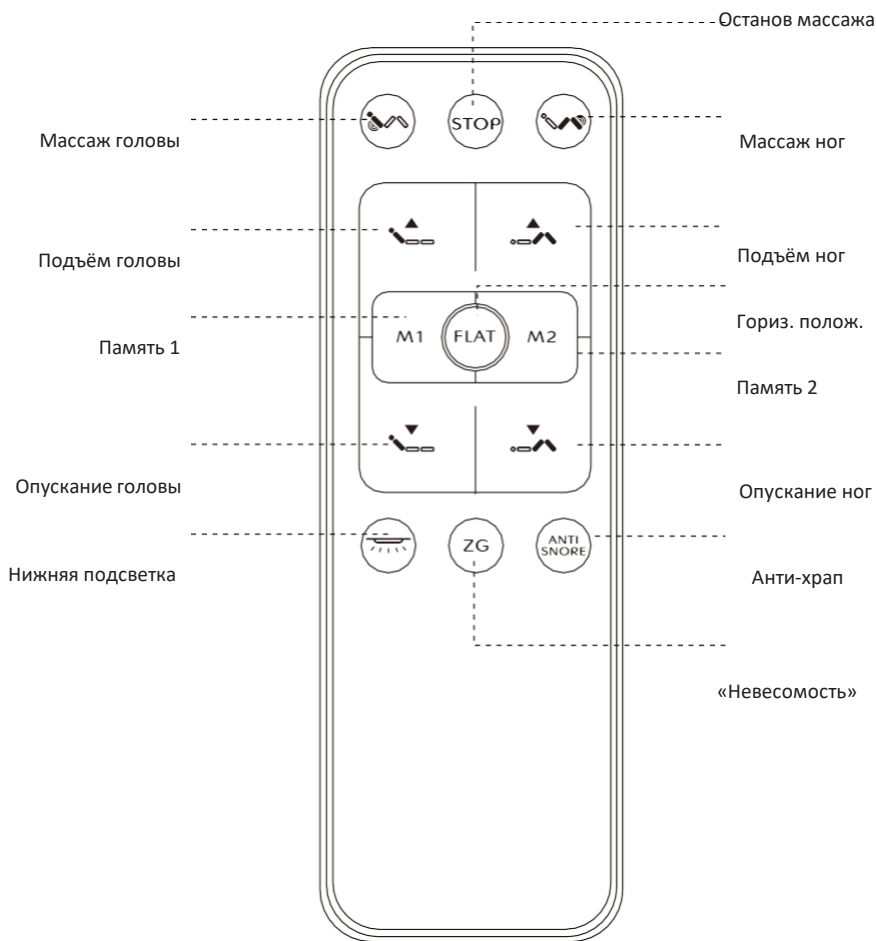 Останов массажа
STOP
Массаж головы
Массаж ног
Подъём головы
Подъём ног
Гориз. полож.
M1
FLAT
M2
Память 1
Память 2
Опускание головы
Опускание ног
ZG
ANTI
SNORE
Нижняя подсветка
Анти-храп
«Невесомость»